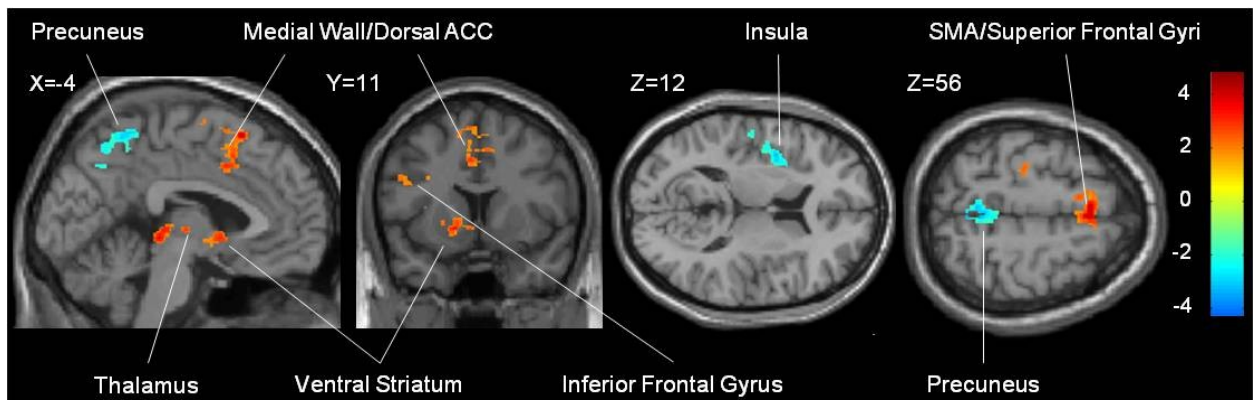 Precuneus Medial Wall/Dorsal ACC Insula SMA/Superior Frontal Gyri
X=-4 Y=11 Z=12 Z=56
4
2
0
-2
-4
Thalamus Ventral Striatum Inferior Frontal Gyrus Precuneus